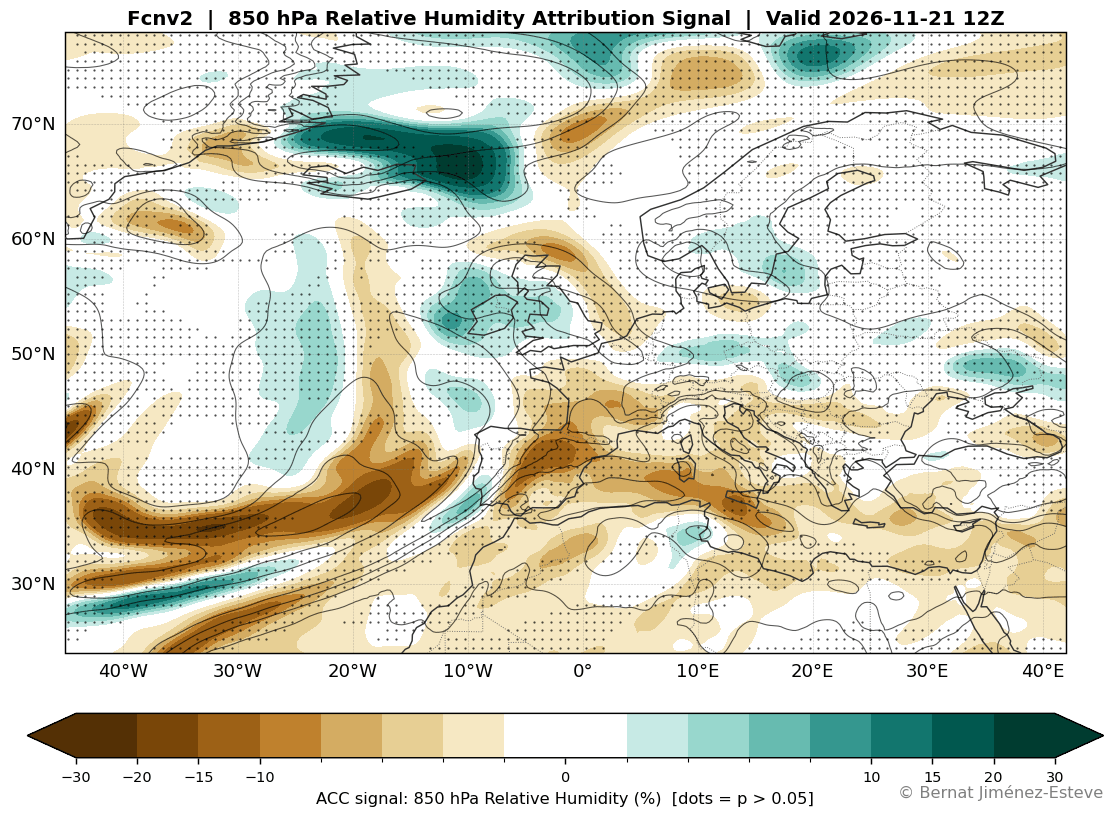 Fcnv2 | 850 hPa Relative Humidity Attribution Signal | Valid 2026-11-21 12Z
70°N
60°N
50°N
40°N
30°N
40°W 30°W 20°W 10°W 0° 10°E 20°E 30°E 40°E
−30 −20 −15 −10 0 10 15 20 30
ACC signal: 850 hPa Relative Humidity (%) [dots = p > 0.05]
© Bernat Jiménez-Esteve